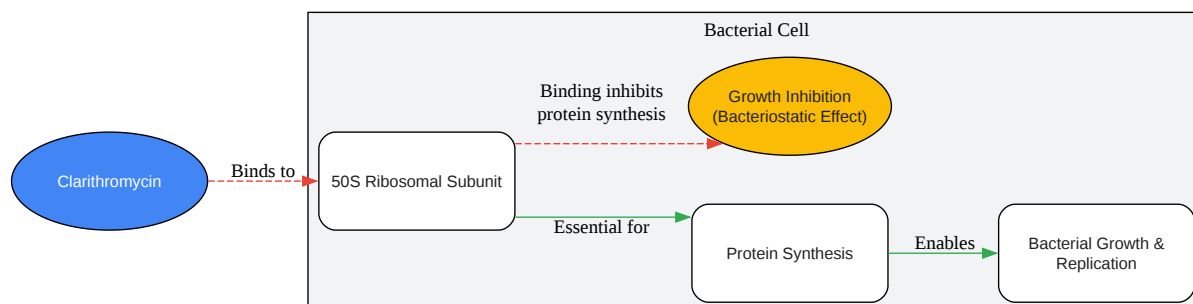 Bacterial Cell
Binding inhibits
protein synthesis
Growth Inhibition
(Bacteriostatic Effect)
Clarithromycin
Binds to
50S Ribosomal Subunit
Essential for
Protein Synthesis
Enables
Bacterial Growth &
Replication